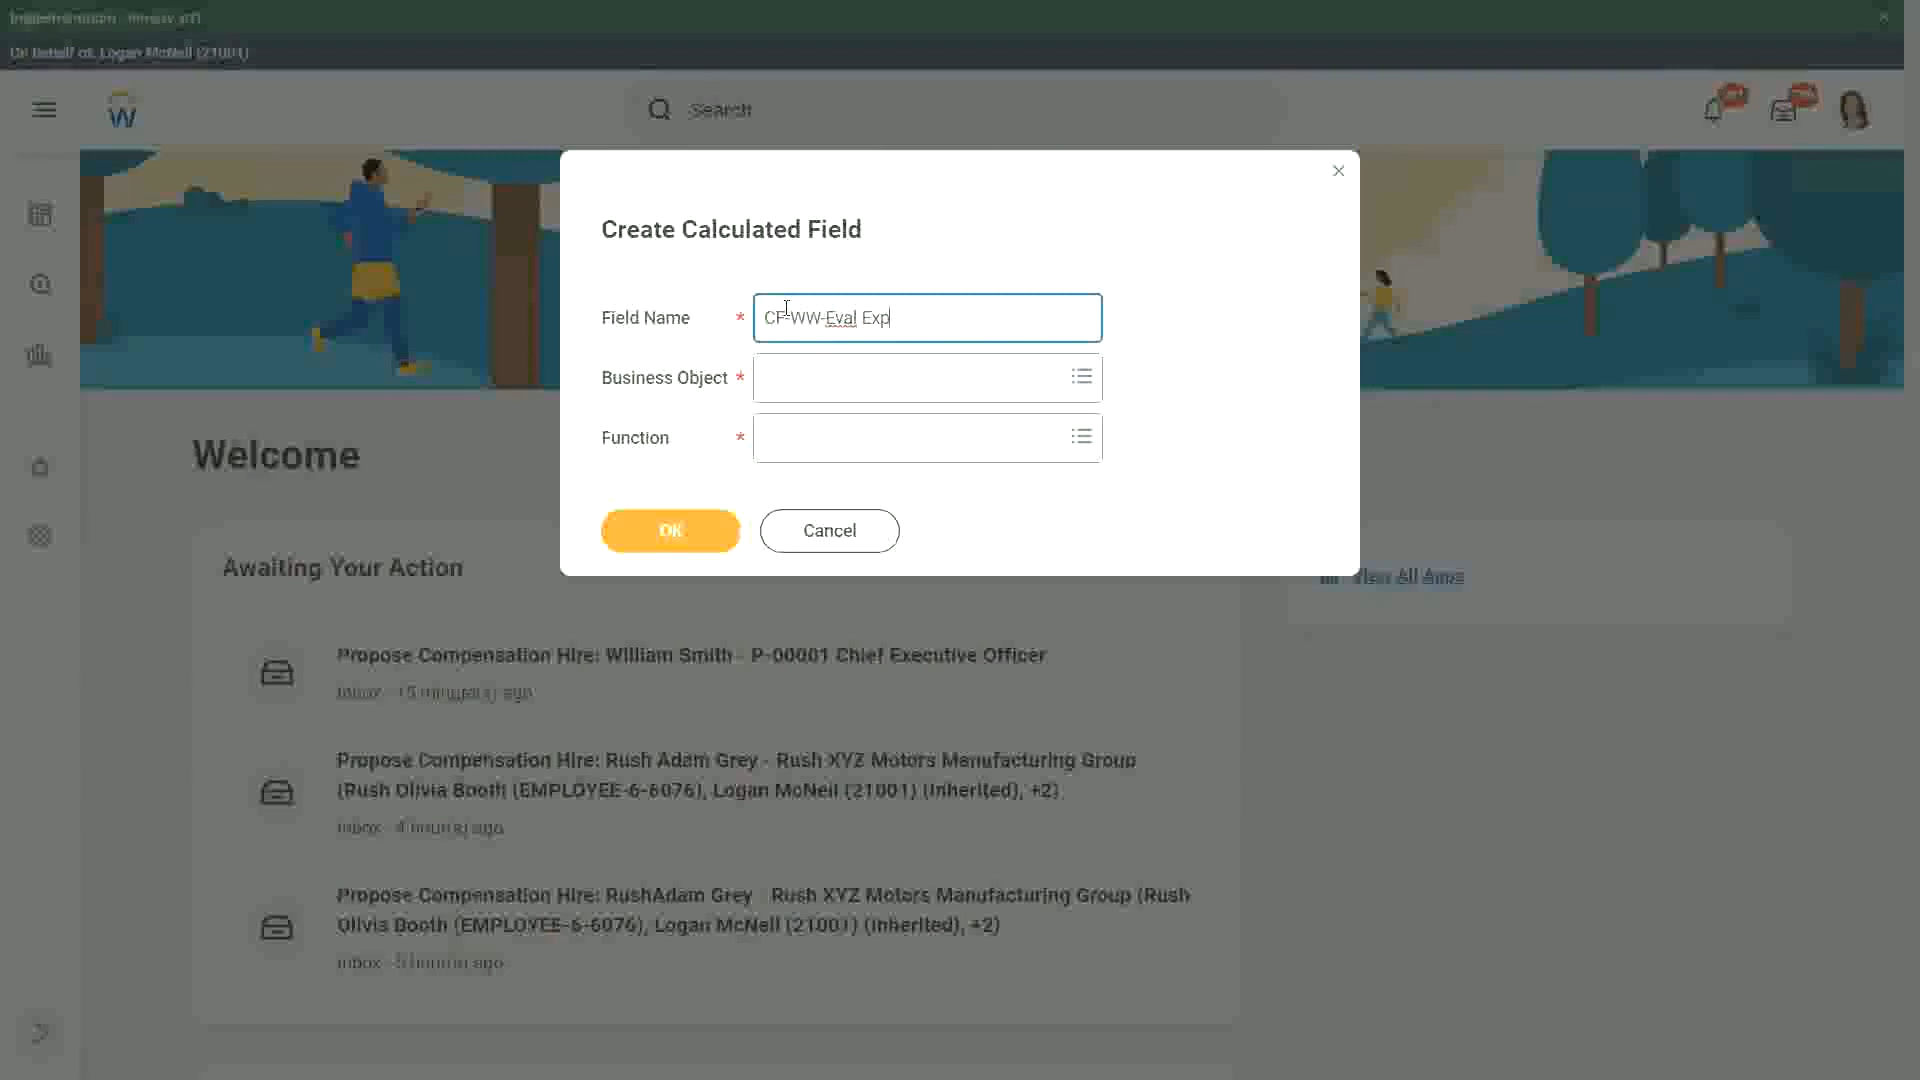 On behalf of: Logan McNeil (21001)
Search
Create Calculated Field
Field Name * CF-WW-Eval Exp
Business Object *
Function *
OK Cancel
Welcome
Awaiting Your Action
View All Apps
Propose Compensation Hire: William Smith - P-00001 Chief Executive Officer
Inbox - 15 minute(s) ago
Propose Compensation Hire: Rush Adam Grey - Rush XYZ Motors Manufacturing Group
(Rush Olivia Booth (EMPLOYEE-6-6076), Logan McNeil (21001) (Inherited), +2)
Inbox - 4 hour(s) ago
Propose Compensation Hire: RushAdam Grey - Rush XYZ Motors Manufacturing Group (Rush
Olivia Booth (EMPLOYEE-6-6076), Logan McNeil (21001) (Inherited), +2)
Inbox - 5 hour(s) ago